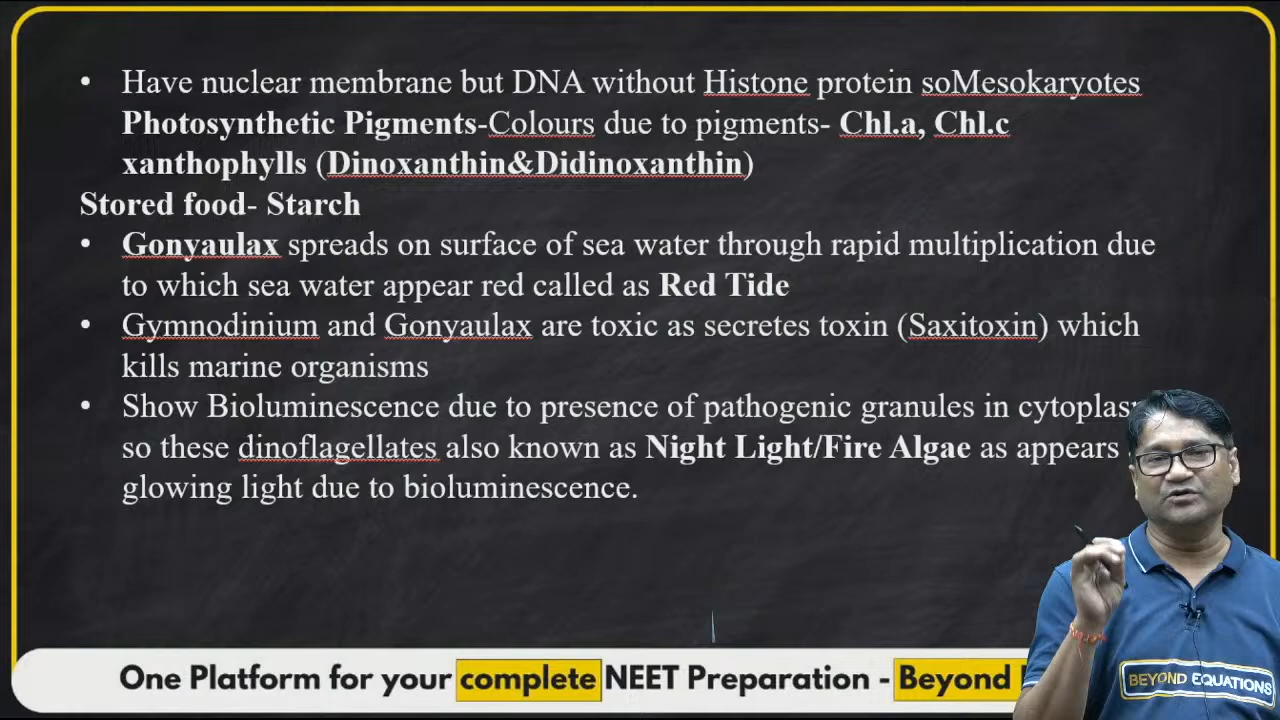 • Have nuclear membrane but DNA without Histone protein soMesokaryotes
Photosynthetic Pigments-Colours due to pigments- Chl.a, Chl.c
xanthophylls (Dinoxanthin&Didinoxanthin)
Stored food- Starch
• Gonyaulax spreads on surface of sea water through rapid multiplication due
to which sea water appear red called as Red Tide
• Gymnodinium and Gonyaulax are toxic as secretes toxin (Saxitoxin) which
kills marine organisms
• Show Bioluminescence due to presence of pathogenic granules in
so these dinoflagellates also known as Night Light/Fire Algae as appears
glowing light due to bioluminescence.
One Platform for your complete NEET Preparation - Beyond
BEYOND EQUATIONS